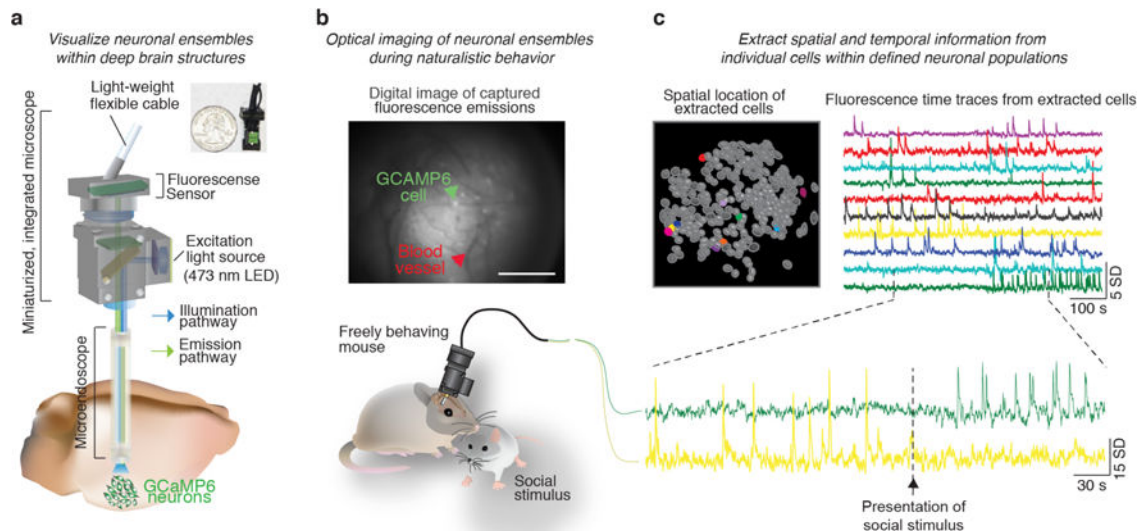 a
Visualize neuronal ensembles
within deep brain structures
Light-weight
flexible cable
Miniaturized, integrated microscope
Fluorescense
Sensor
Excitation
light source
(473 nm LED)
Illumination
pathway
Emission
pathway
Microendoscope
GCaMP6
neurons
b
Optical imaging of neuronal ensembles
during naturalistic behavior
Digital image of captured
fluorescence emissions
GCAMP6
cell
Blood
vessel
Freely behaving
mouse
Social
stimulus
c
Extract spatial and temporal information from
individual cells within defined neuronal populations
Spatial location of
extracted cells
Fluorescence time traces from extracted cells
5 SD
100 s
15 SD
30 s
Presentation of
social stimulus